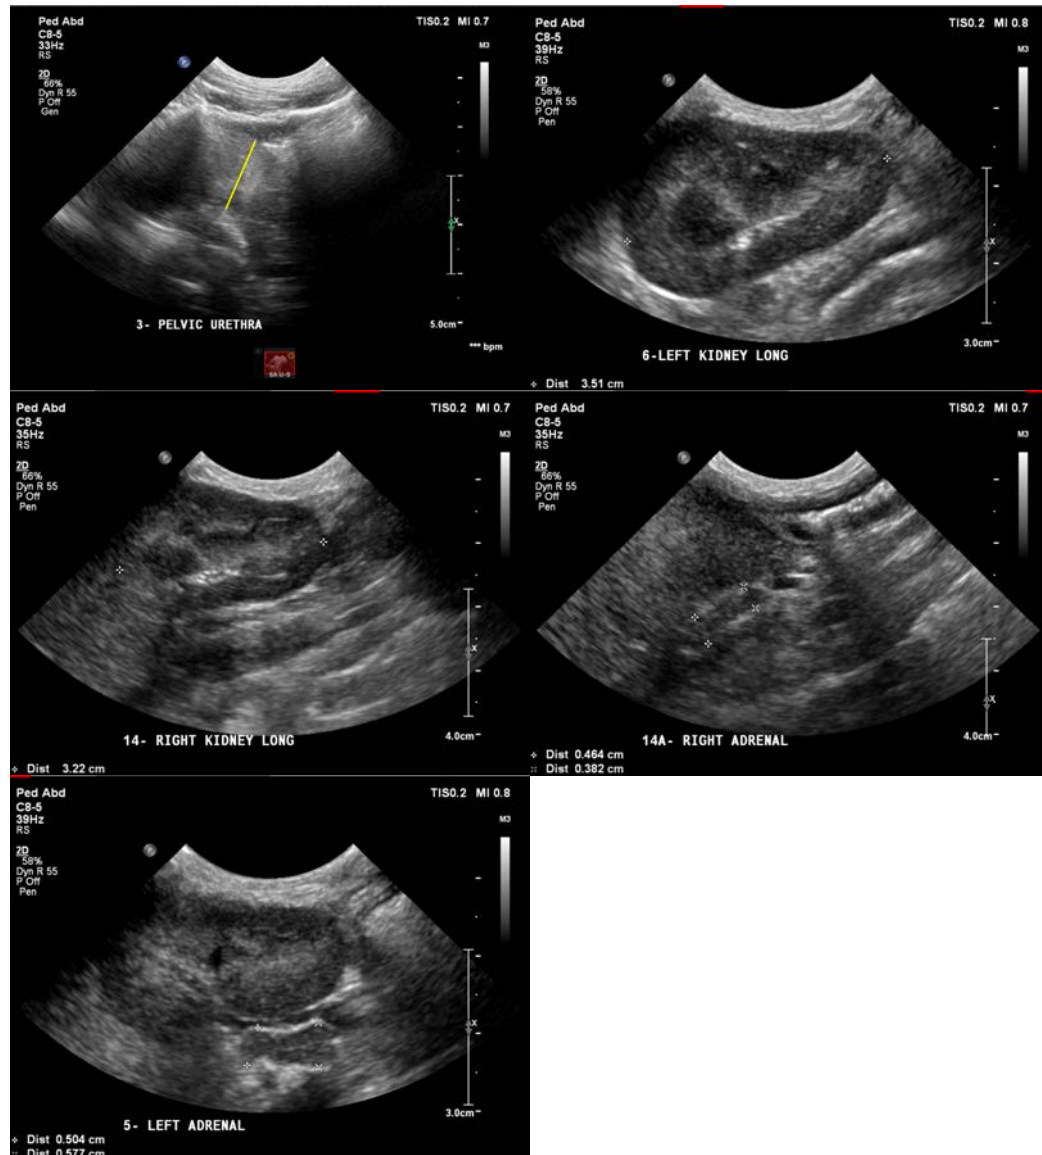 Ped Abd
TIS0.2 MI 0.7
C8-5
33Hz
RS
M3
2D
66%
Dyn R 55
P Off
Gen
X
3- PELVIC URETHRA
5.0cm
*** bpm
SA U-S
Ped Abd
TIS0.2 MI 0.8
C8-5
39Hz
RS
M3
2D
58%
Dyn R 55
P Off
Pen
X
6-LEFT KIDNEY LONG
3.0cm
Dist 3.51 cm
Ped Abd
TIS0.2 MI 0.7
C8-5
35Hz
RS
M3
2D
66%
Dyn R 55
P Off
Pen
X
14- RIGHT KIDNEY LONG
4.0cm
Dist 3.22 cm
Ped Abd
TIS0.2 MI 0.7
C8-5
35Hz
RS
M3
2D
66%
Dyn R 55
P Off
Pen
X
14A- RIGHT ADRENAL
4.0cm
Dist 0.464 cm
Dist 0.382 cm
Ped Abd
TIS0.2 MI 0.8
C8-5
39Hz
RS
M3
2D
58%
Dyn R 55
P Off
Pen
X
5- LEFT ADRENAL
3.0cm
Dist 0.504 cm
Dist 0.577 cm